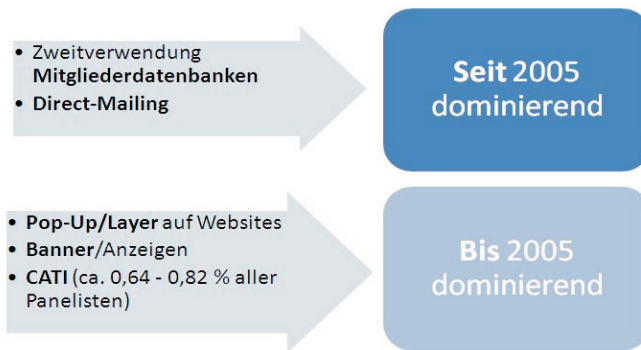 • Zweitverwendung
Mitgliederdatenbanken
• Direct-Mailing
Seit 2005
dominierend
• Pop-Up/Layer auf Websites
• Banner/Anzeigen
• CATI (ca. 0,64 - 0,82 % aller
Panelisten)
Bis 2005
dominierend